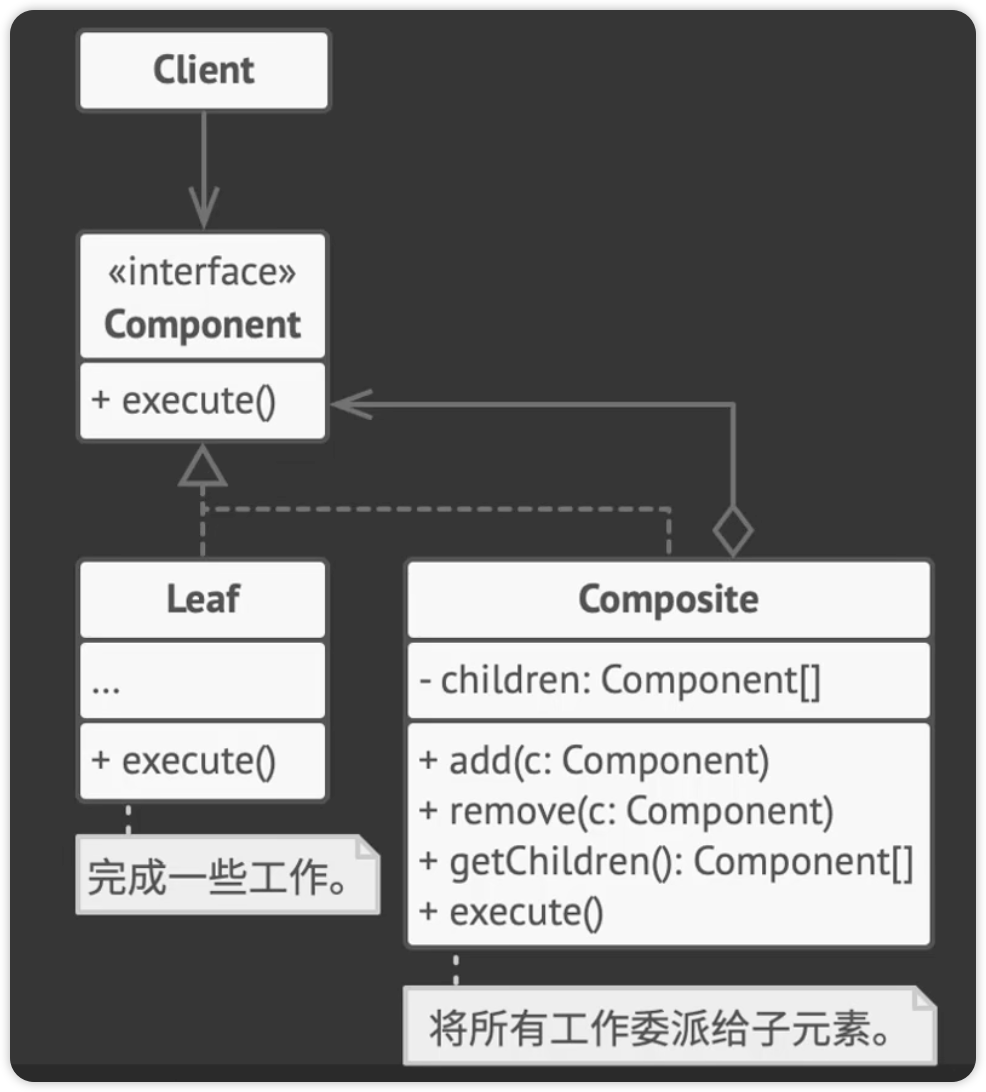 Client
«interface»
Component
+ execute()
Leaf
...
+ execute()
完成一些工作。
Composite
- children: Component[]
+ add(c: Component)
+ remove(c: Component)
+ getChildren(): Component[]
+ execute()
将所有工作委派给子元素。